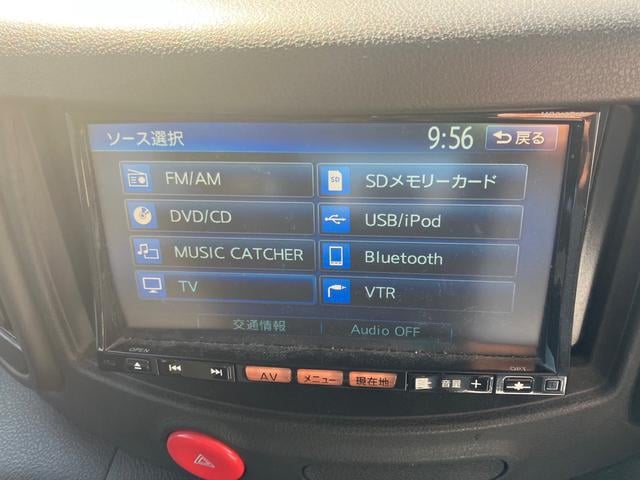 ソース選択
9:56
戻る
FM/AM
SD
SDメモリーカード
DVD/CD
USB/iPod
MUSIC CATCHER
Bluetooth
TV
VTR
交通情報
Audio OFF
OPEN
AV
メニュー
現在地
音量
+